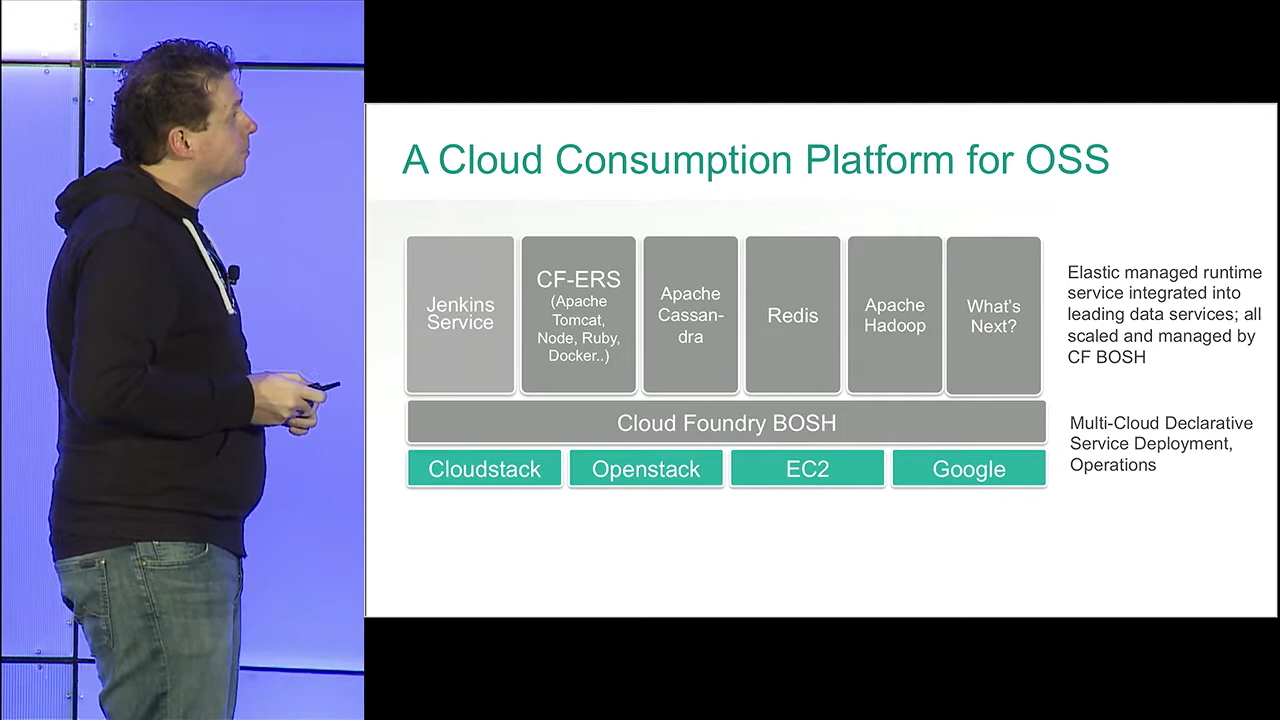 A Cloud Consumption Platform for OSS
Jenkins
Service
CF-ERS
(Apache
Tomcat,
Node, Ruby,
Docker..)
Apache
Cassan-
dra
Redis
Apache
Hadoop
What's
Next?
Elastic managed runtime
service integrated into
leading data services; all
scaled and managed by
CF BOSH
Cloud Foundry BOSH
Multi-Cloud Declarative
Service Deployment,
Operations
Cloudstack
Openstack
EC2
Google